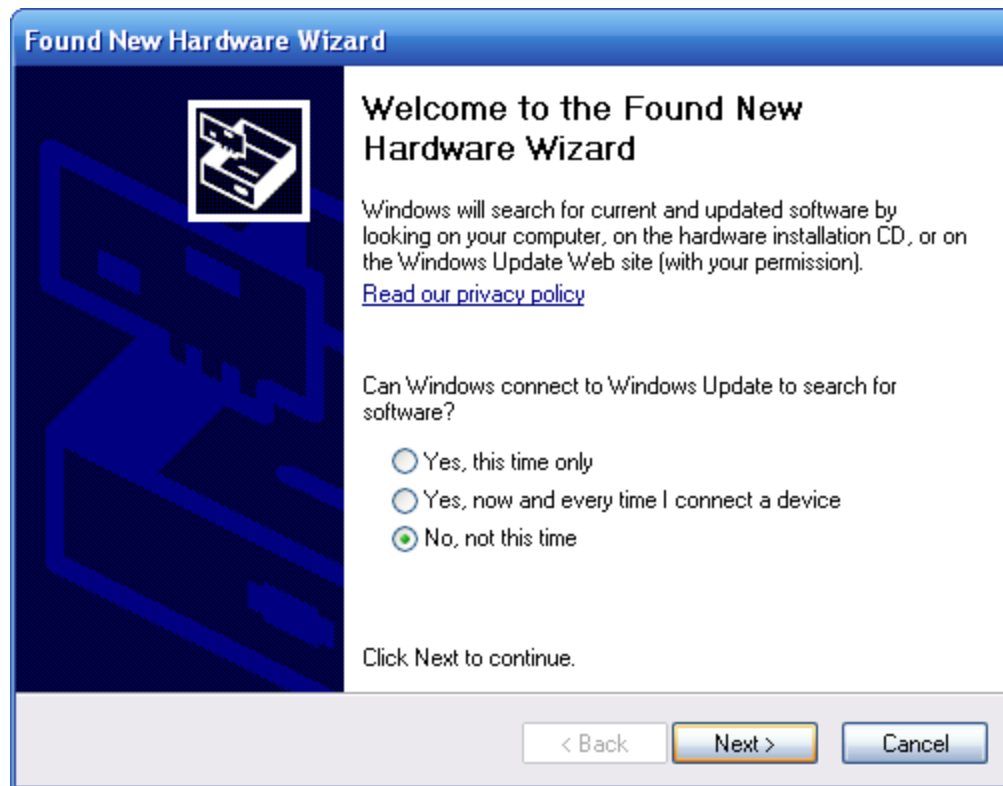 Found New Hardware Wizard
Welcome to the Found New
Hardware Wizard
Windows will search for current and updated software by
looking on your computer, on the hardware installation CD, or on
the Windows Update Web site (with your permission).
Read our privacy policy
Can Windows connect to Windows Update to search for
software?
Yes, this time only
Yes, now and every time I connect a device
No, not this time
Click Next to continue.
< Back Next > Cancel